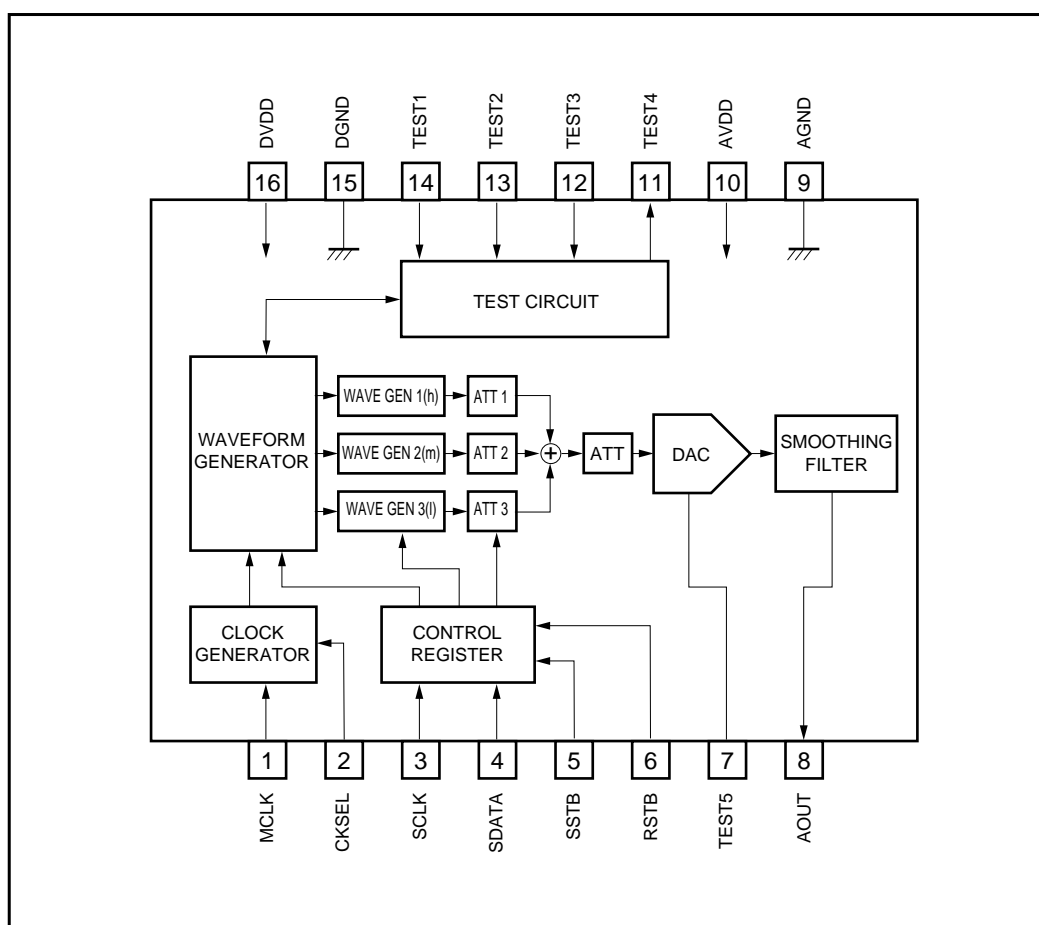 DVDD
DGND
TEST1
TEST2
TEST3
TEST4
AVDD
AGND
16
15
14
13
12
11
10
9
TEST CIRCUIT
WAVEFORM
GENERATOR
WAVE GEN 1(h)
ATT 1
WAVE GEN 2(m)
ATT 2
WAVE GEN 3(l)
ATT 3
+
ATT
DAC
SMOOTHING
FILTER
CLOCK
GENERATOR
CONTROL
REGISTER
1
2
3
4
5
6
7
8
MCLK
CKSEL
SCLK
SDATA
SSTB
RSTB
TEST5
AOUT